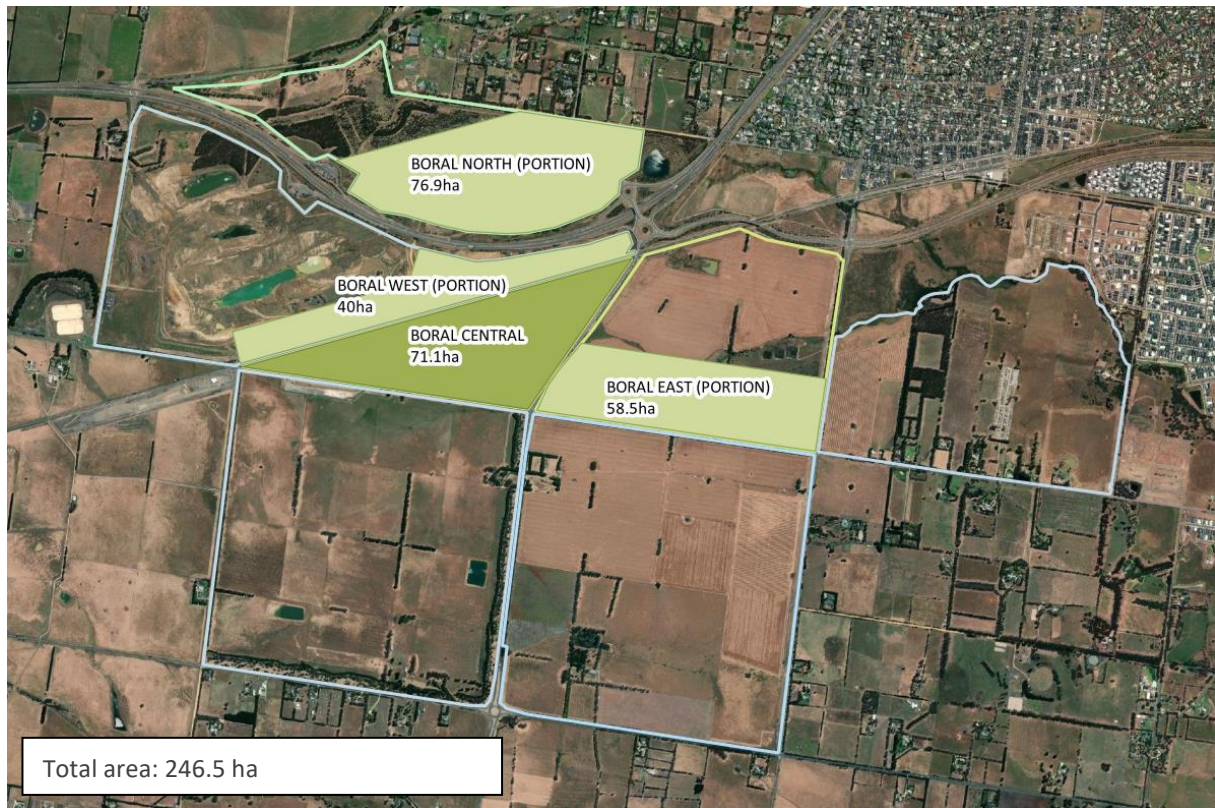 BORAL NORTH (PORTION)
76.9ha
BORAL WEST (PORTION)
40ha
BORAL CENTRAL
71.1ha
BORAL EAST (PORTION)
58.5ha
Total area: 246.5 ha